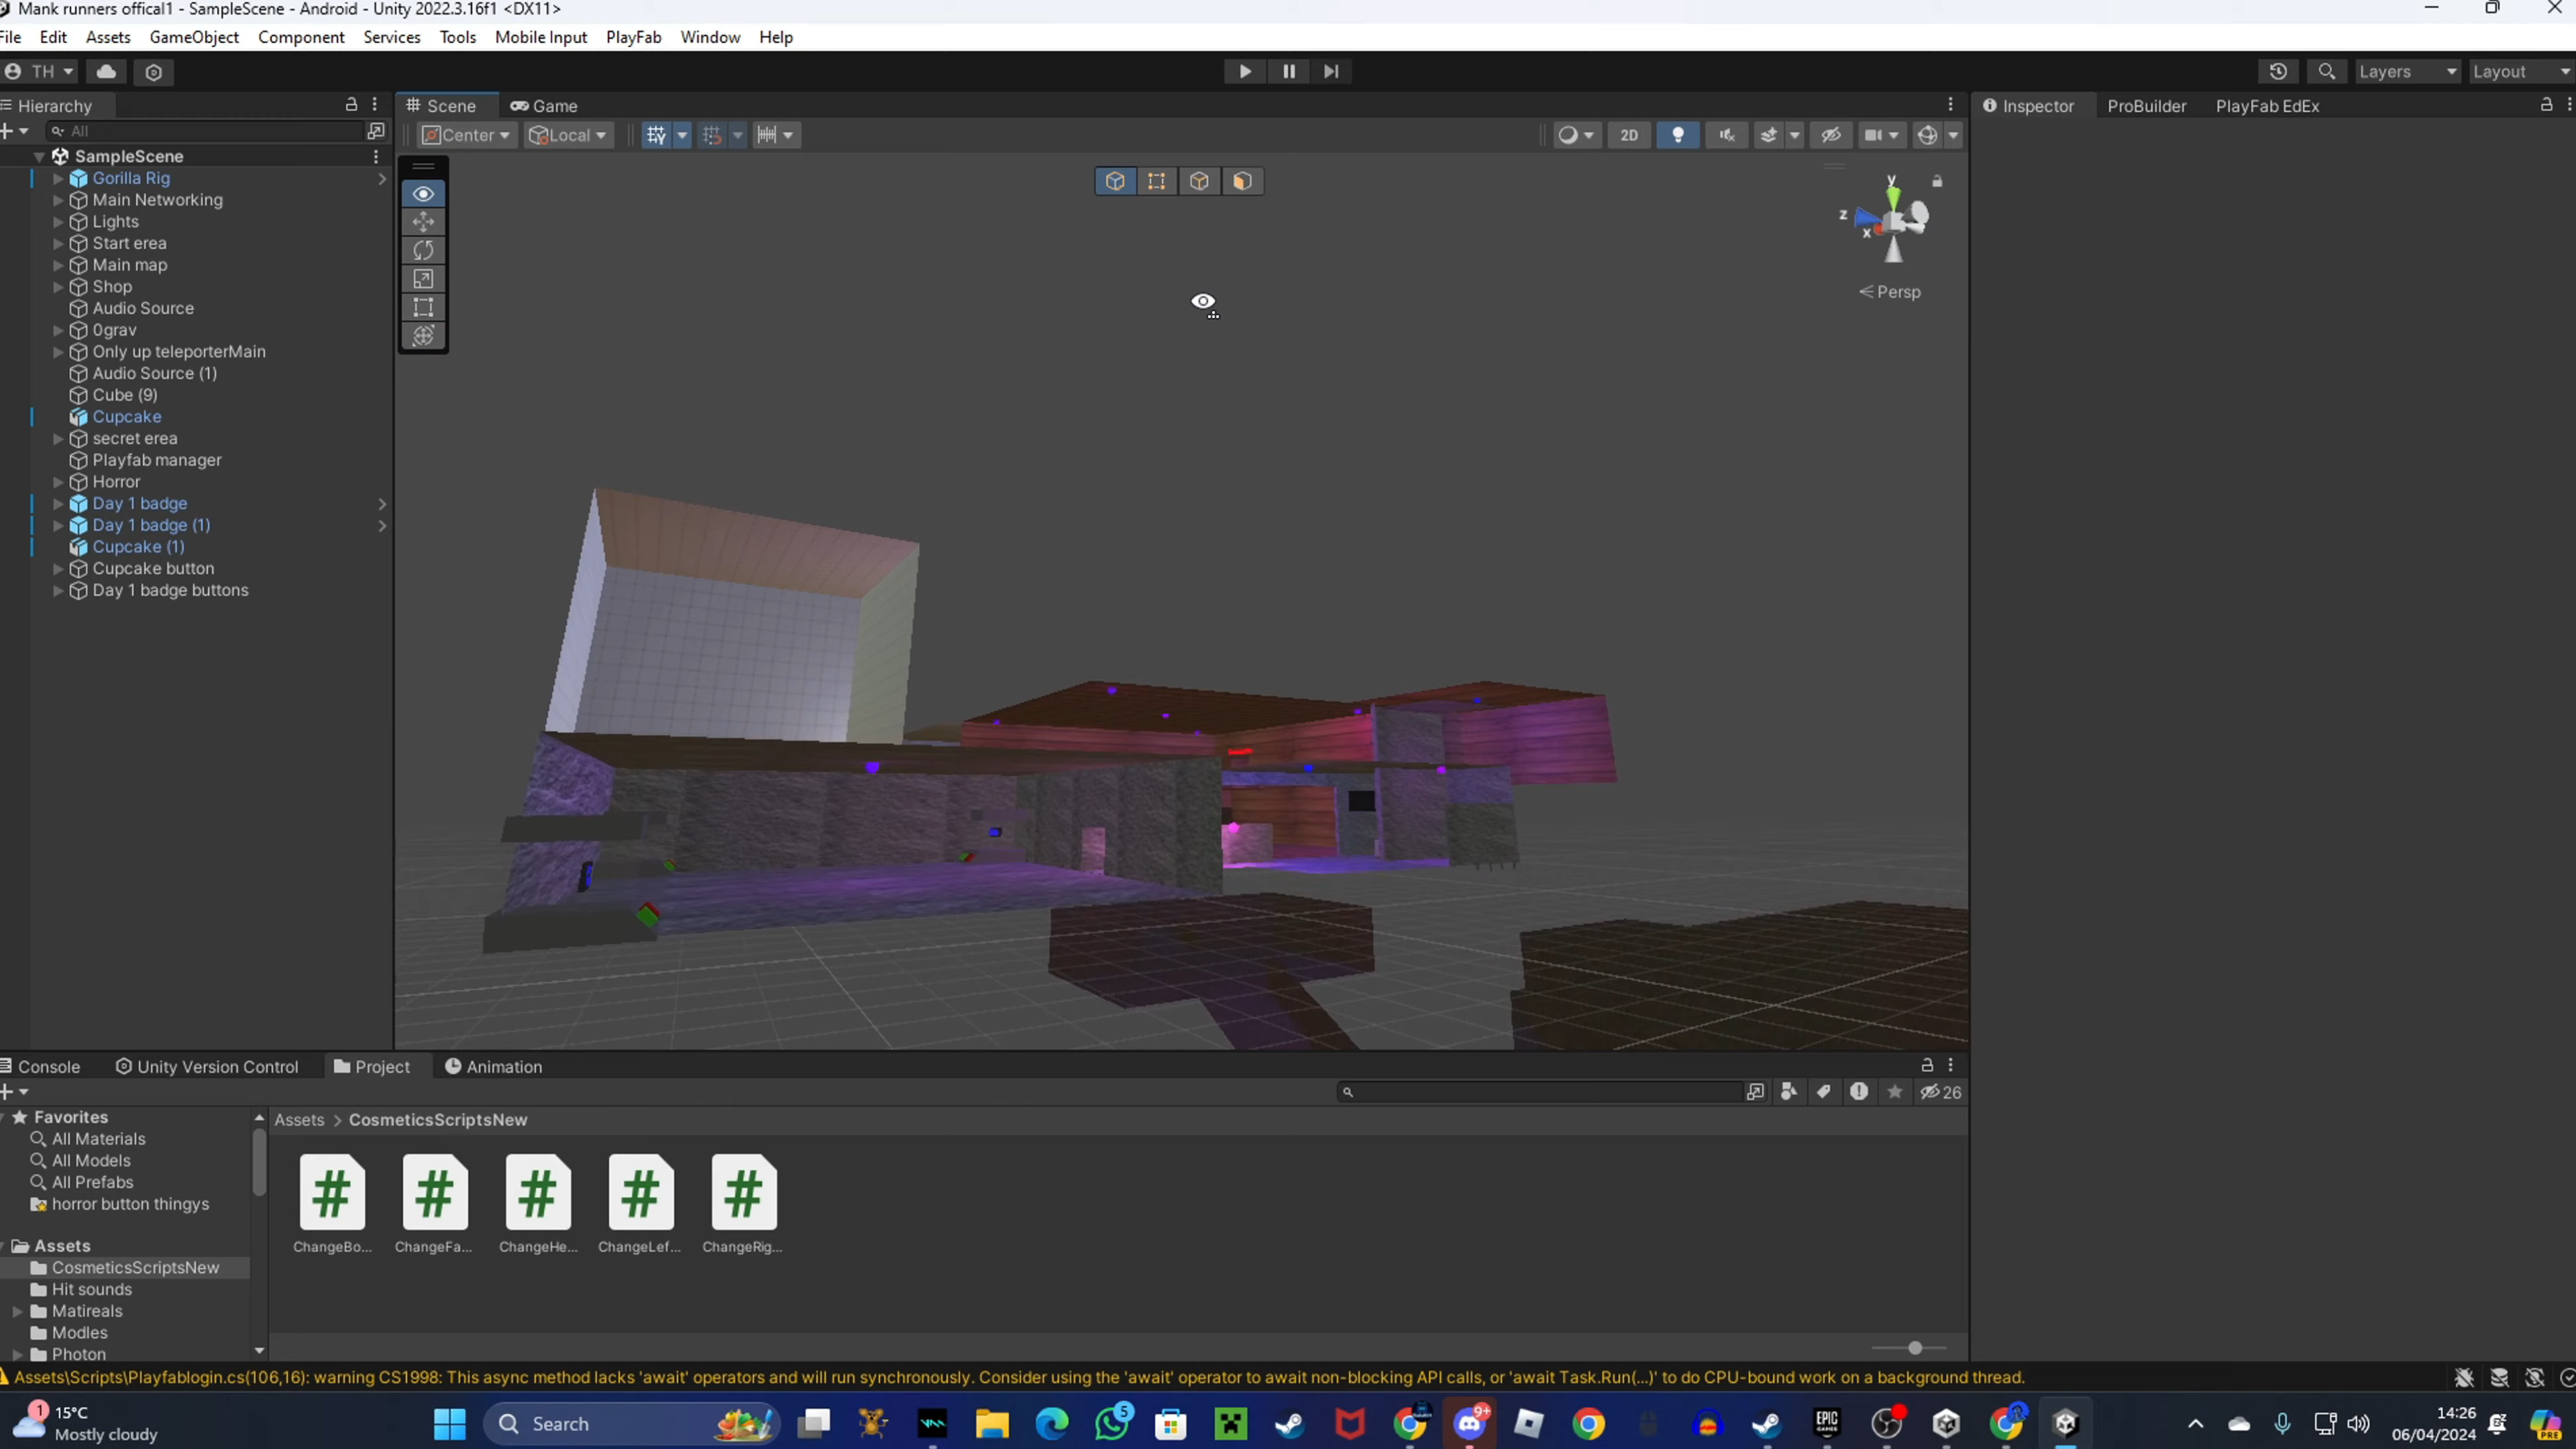 Mank runners offical1 - SampleScene - Android - Unity 2022.3.16f1 <DX11>
File Edit Assets GameObject Component Services Tools Mobile Input PlayFab Window Help
TH
Layers Layout
Hierarchy
Scene Game
Inspector ProBuilder PlayFab EdEx
All
Center Local
2D
SampleScene
Gorilla Rig
Main Networking
Lights
Start erea
Main map
Shop
Audio Source
0grav
Only up teleporterMain
Audio Source (1)
Cube (9)
Cupcake
secret erea
Playfab manager
Horror
Day 1 badge
Day 1 badge (1)
Cupcake (1)
Cupcake button
Day 1 badge buttons
y
z
x
Persp
Console Unity Version Control Project Animation
26
Favorites
All Materials
All Models
All Prefabs
horror button thingys
Assets
CosmeticsScriptsNew
Hit sounds
Matireals
Modles
Photon
Assets > CosmeticsScriptsNew
ChangeBo... ChangeFa... ChangeHe... ChangeLef... ChangeRig...
Assets\Scripts\Playfablogin.cs(106,16): warning CS1998: This async method lacks 'await' operators and will run synchronously. Consider using the 'await' operator to await non-blocking API calls, or 'await Task.Run(...)' to do CPU-bound work on a background thread.
1
15°C
Mostly cloudy
Search
5
9+
EPIC GAMES
14:26
06/04/2024
PRE